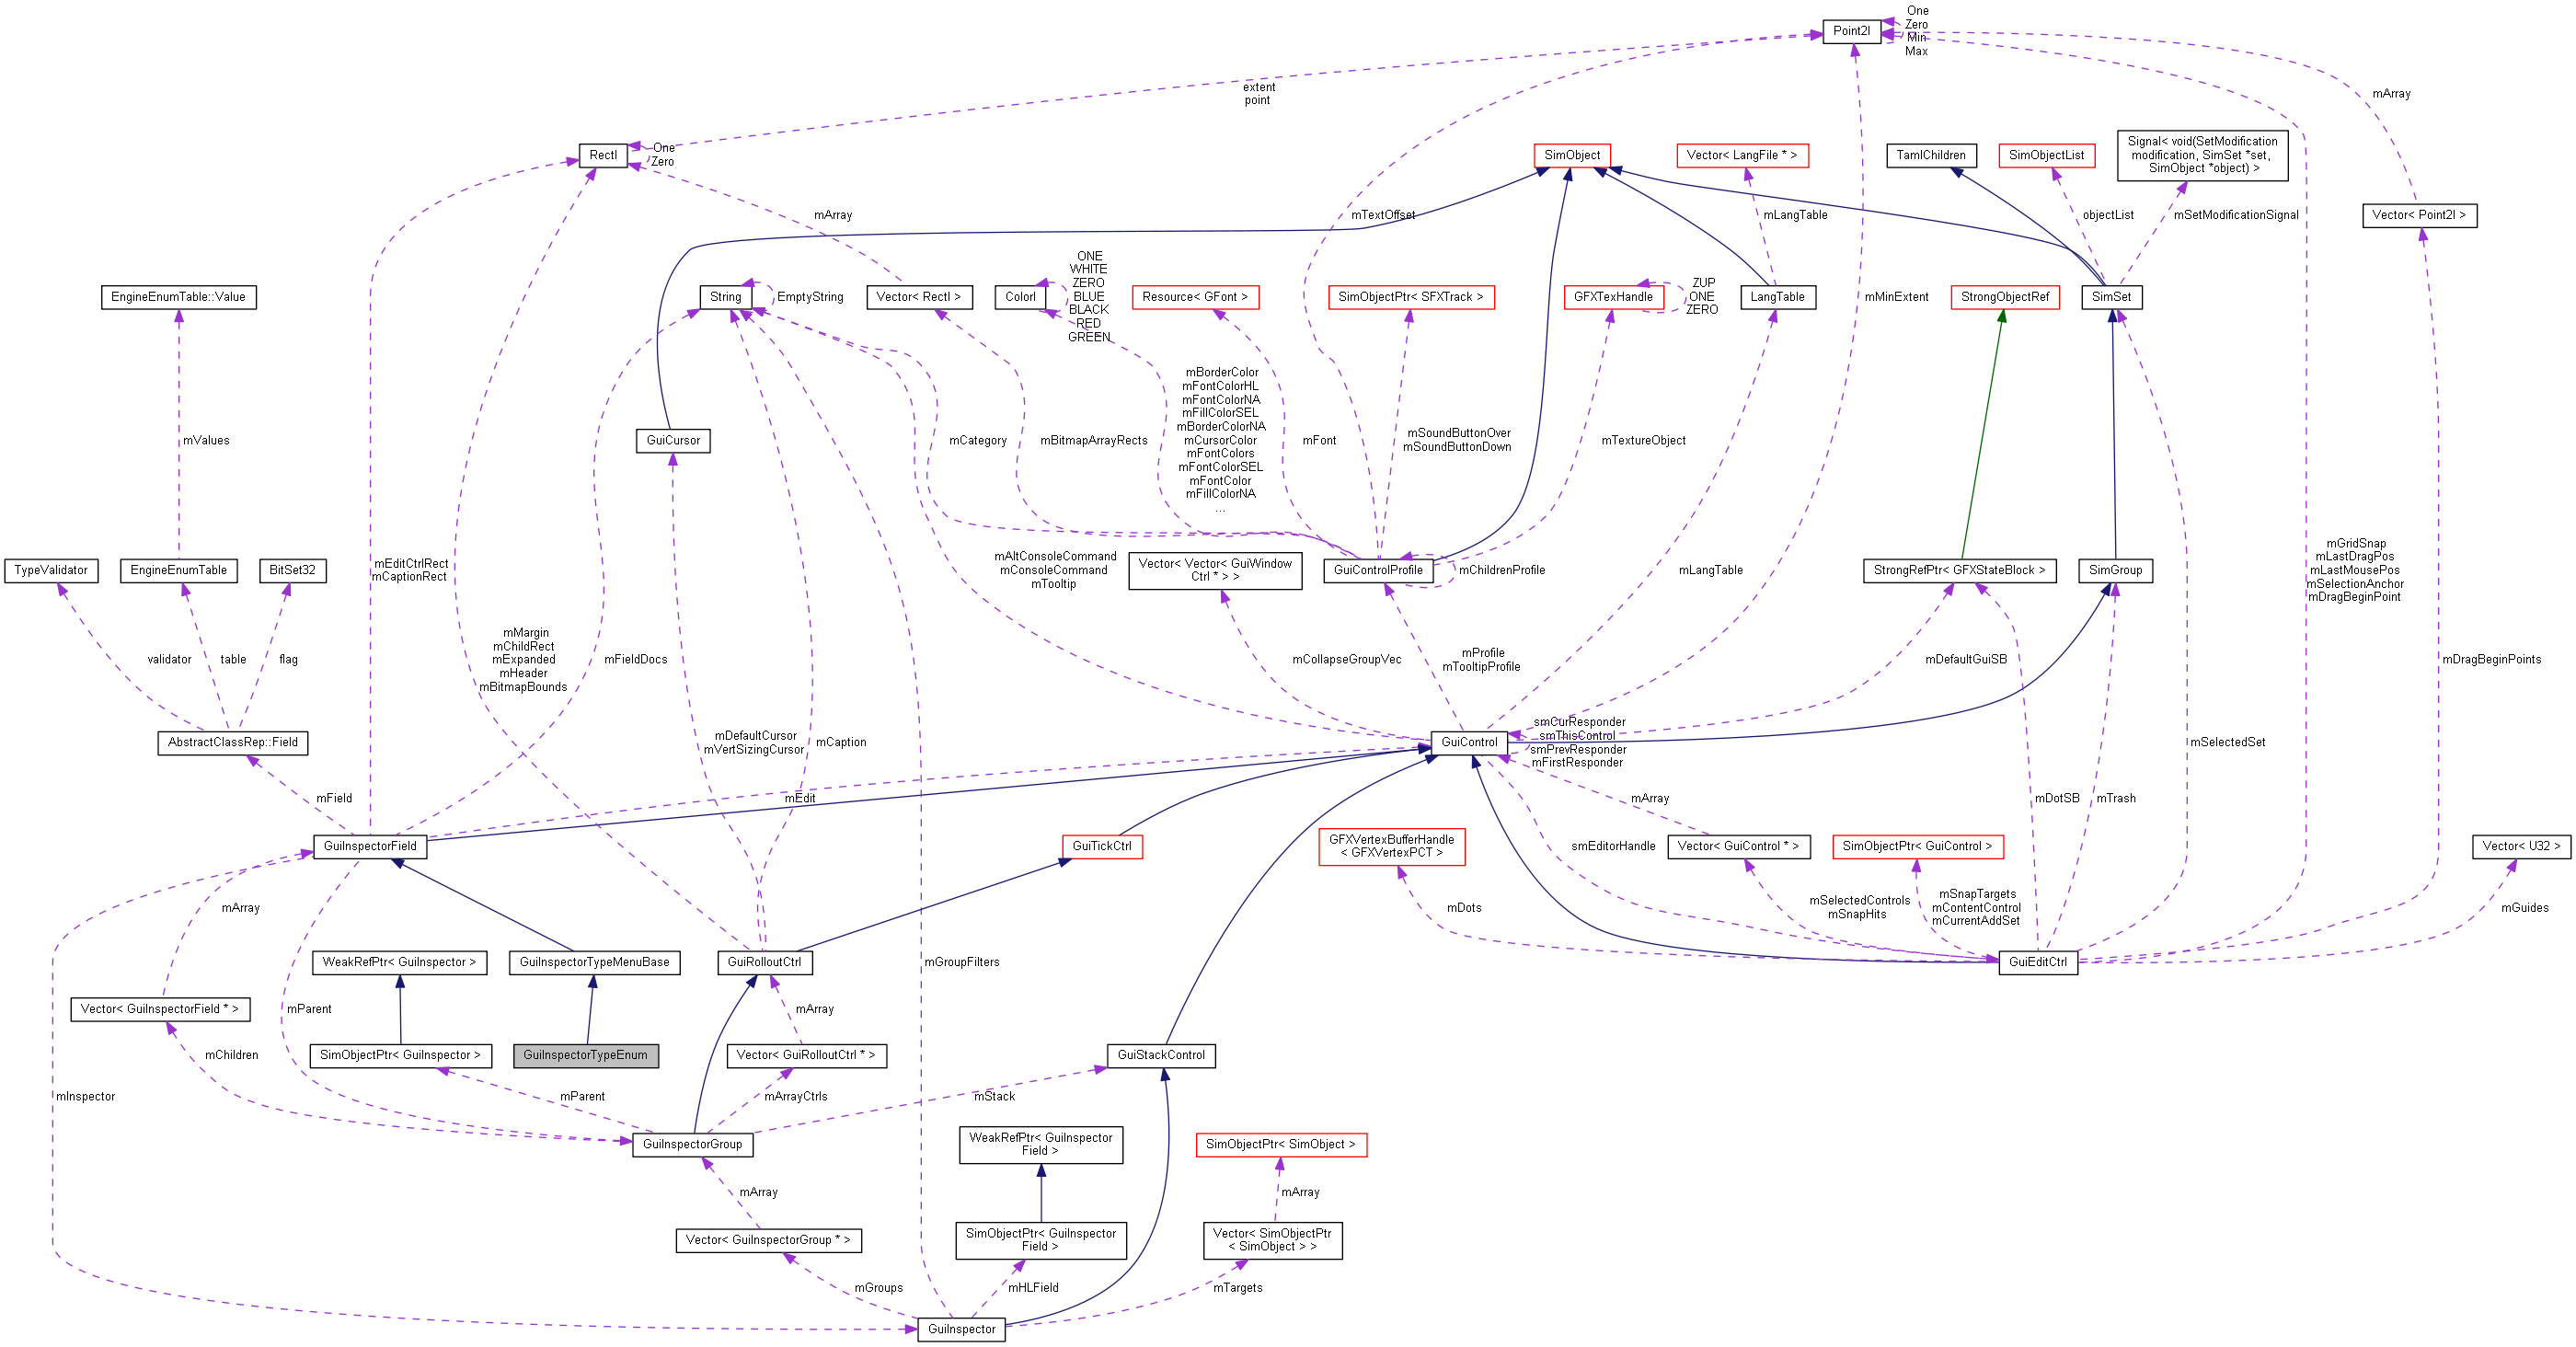 One
Zero
Min
Max
Point2I
extent
point
mArray
RectI
One
Zero
SimObject
Vector< LangFile * >
TamlChildren
SimObjectList
Signal< void(SetModification
modification, SimSet *set,
SimObject *object) >
mArray
mTextOffset
mLangTable
objectList
mSetModificationSignal
Vector< Point2I >
ONE
WHITE
ZERO
BLUE
BLACK
RED
GREEN
EngineEnumTable::Value
String
EmptyString
Vector< RectI >
ColorI
Resource< GFont >
SimObjectPtr< SFXTrack >
GFXTexHandle
ZUP
ONE
ZERO
LangTable
mMinExtent
StrongObjectRef
SimSet
mValues
GuiCursor
mCategory
mBitmapArrayRects
mBorderColor
mFontColorHL
mFontColorNA
mFillColorSEL
mBorderColorNA
mCursorColor
mFontColors
mFontColorSEL
mFontColor
mFillColorNA
...
mFont
mSoundButtonOver
mSoundButtonDown
mTextureObject
TypeValidator
EngineEnumTable
BitSet32
mEditCtrlRect
mCaptionRect
mAltConsoleCommand
mConsoleCommand
mTooltip
Vector< Vector< GuiWindow
Ctrl * > >
GuiControlProfile
mChildrenProfile
mLangTable
StrongRefPtr< GFXStateBlock >
SimGroup
mGridSnap
mLastDragPos
mLastMousePos
mSelectionAnchor
mDragBeginPoint
validator
table
flag
mMargin
mChildRect
mExpanded
mHeader
mBitmapBounds
mFieldDocs
mCollapseGroupVec
mProfile
mTooltipProfile
mDefaultGuiSB
mDragBeginPoints
AbstractClassRep::Field
mDefaultCursor
mVertSizingCursor
mCaption
GuiControl
smCurResponder
smThisControl
smPrevResponder
mFirstResponder
mSelectedSet
mField
mEdit
mArray
mDotSB
mTrash
GuiInspectorField
GuiTickCtrl
GFXVertexBufferHandle
< GFXVertexPCT >
smEditorHandle
Vector< GuiControl * >
SimObjectPtr< GuiControl >
Vector< U32 >
mArray
mDots
mSelectedControls
mSnapHits
mSnapTargets
mContentControl
mCurrentAddSet
mGuides
WeakRefPtr< GuiInspector >
GuiInspectorTypeMenuBase
GuiRolloutCtrl
mGroupFilters
GuiEditCtrl
Vector< GuiInspectorField * >
mParent
mArray
mChildren
SimObjectPtr< GuiInspector >
GuiInspectorTypeEnum
Vector< GuiRolloutCtrl * >
GuiStackControl
mInspector
mParent
mArrayCtrls
mStack
GuiInspectorGroup
WeakRefPtr< GuiInspector
Field >
SimObjectPtr< SimObject >
mArray
mArray
Vector< GuiInspectorGroup * >
SimObjectPtr< GuiInspector
Field >
Vector< SimObjectPtr
< SimObject > >
mGroups
mHLField
mTargets
GuiInspector